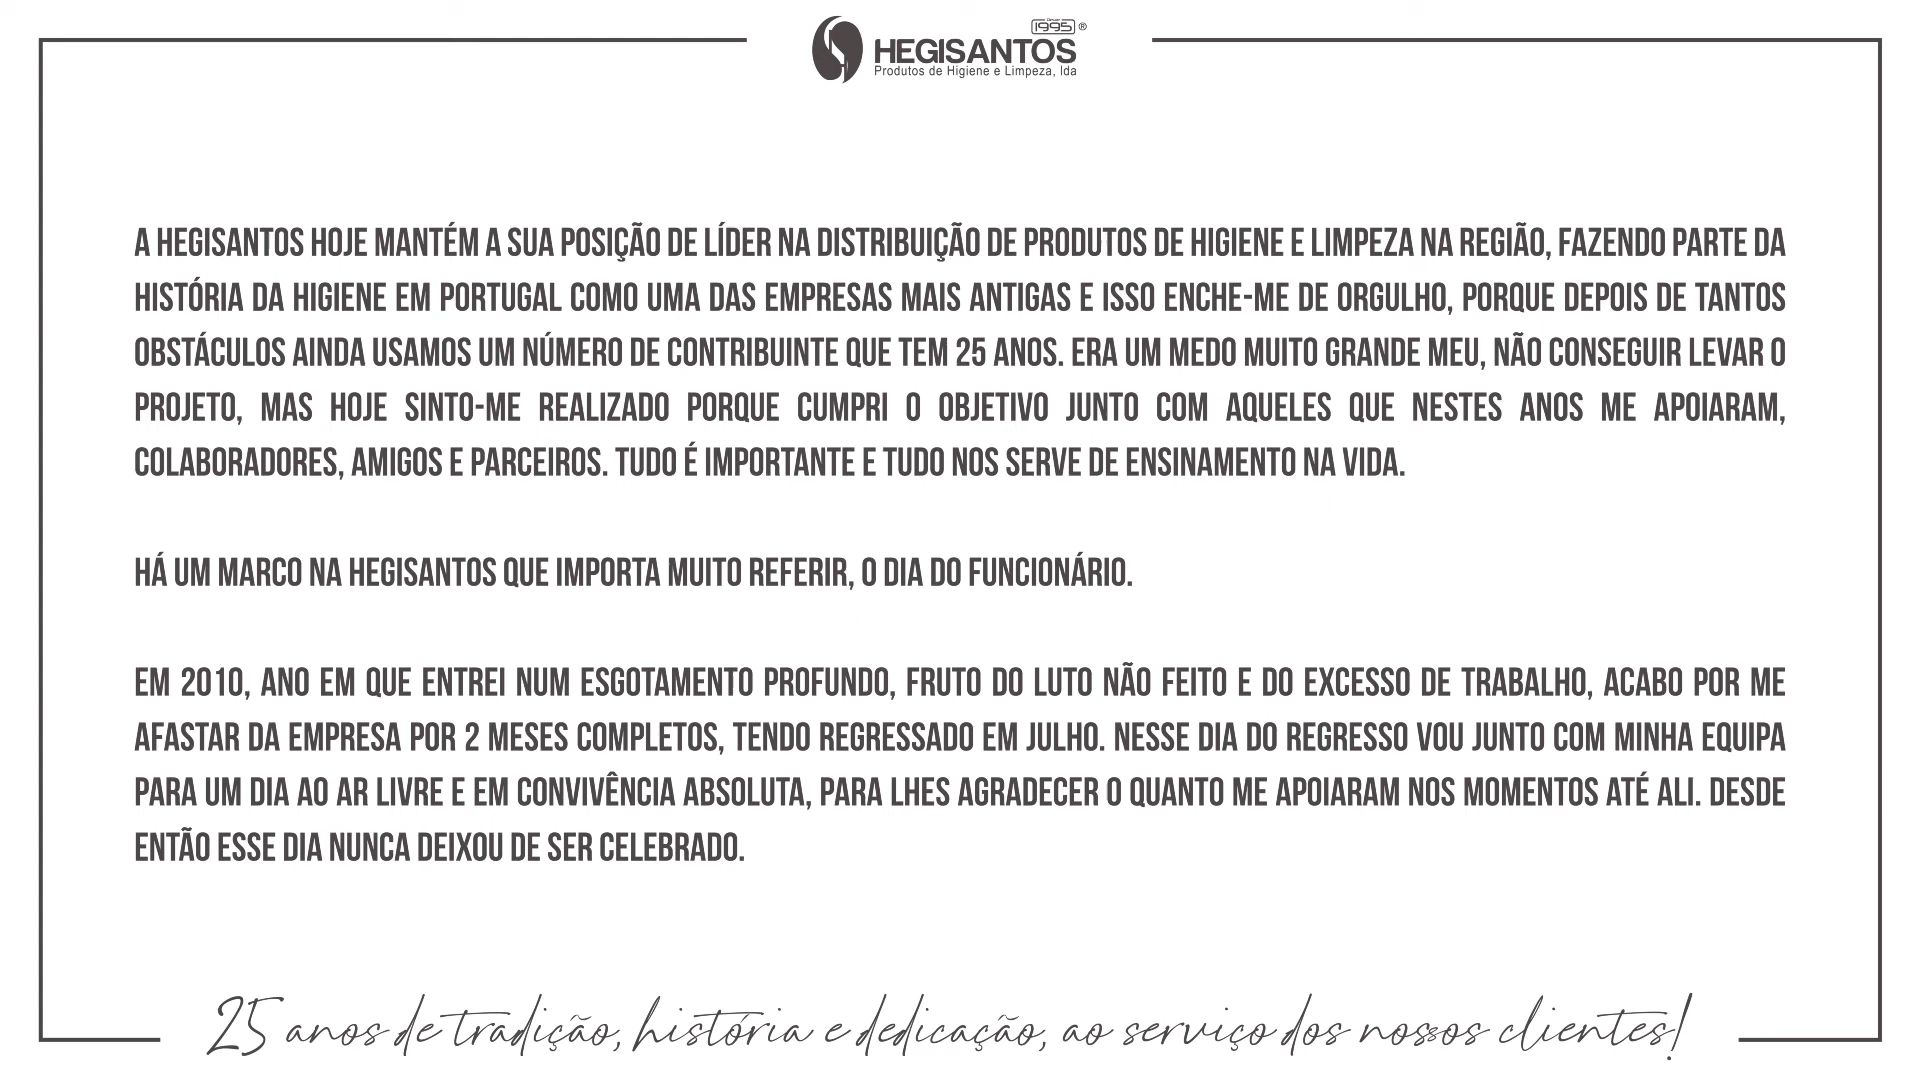 Desde
1995 ®
HEGISANTOS
Produtos de Higiene e Limpeza, lda
A HEGISANTOS HOJE MANTÉM A SUA POSIÇÃO DE LÍDER NA DISTRIBUIÇÃO DE PRODUTOS DE HIGIENE E LIMPEZA NA REGIÃO, FAZENDO PARTE DA
HISTÓRIA DA HIGIENE EM PORTUGAL COMO UMA DAS EMPRESAS MAIS ANTIGAS E ISSO ENCHE-ME DE ORGULHO, PORQUE DEPOIS DE TANTOS
OBSTÁCULOS AINDA USAMOS UM NÚMERO DE CONTRIBUINTE QUE TEM 25 ANOS. ERA UM MEDO MUITO GRANDE MEU, NÃO CONSEGUIR LEVAR O
PROJETO, MAS HOJE SINTO-ME REALIZADO PORQUE CUMPRI O OBJETIVO JUNTO COM AQUELES QUE NESTES ANOS ME APOIARAM,
COLABORADORES, AMIGOS E PARCEIROS. TUDO É IMPORTANTE E TUDO NOS SERVE DE ENSINAMENTO NA VIDA.
HÁ UM MARCO NA HEGISANTOS QUE IMPORTA MUITO REFERIR, O DIA DO FUNCIONÁRIO.
EM 2010, ANO EM QUE ENTREI NUM ESGOTAMENTO PROFUNDO, FRUTO DO LUTO NÃO FEITO E DO EXCESSO DE TRABALHO, ACABO POR ME
AFASTAR DA EMPRESA POR 2 MESES COMPLETOS, TENDO REGRESSADO EM JULHO. NESSE DIA DO REGRESSO VOU JUNTO COM MINHA EQUIPA
PARA UM DIA AO AR LIVRE E EM CONVIVÊNCIA ABSOLUTA, PARA LHES AGRADECER O QUANTO ME APOIARAM NOS MOMENTOS ATÉ ALI. DESDE
ENTÃO ESSE DIA NUNCA DEIXOU DE SER CELEBRADO.
25 anos de tradição, história e dedicação, ao serviço dos nossos clientes!